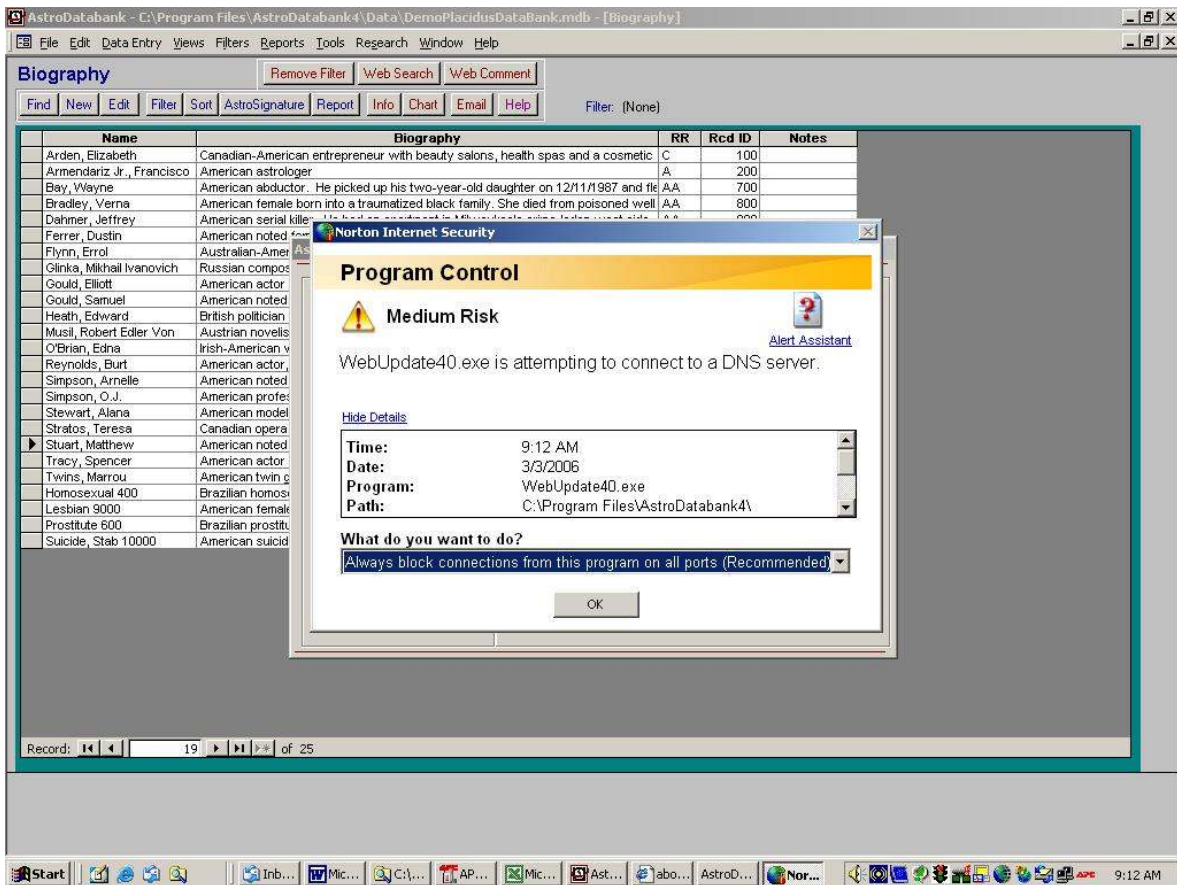 AstroDatabank - C:\Program Files\AstroDatabank4\Data\DemoPlacidusDataBank.mdb - [Biography]
File Edit Data Entry Views Filters Reports Tools Research Window Help
Biography Remove Filter Web Search Web Comment
Find New Edit Filter Sort AstroSignature Report Info Chart Email Help Filter: (None)
Name Biography RR Rcd ID Notes
Arden, Elizabeth Canadian-American entrepreneur with beauty salons, health spas and a cosmetic C 100
Armendariz Jr., Francisco American astrologer A 200
Bay, Wayne American abductor. He picked up his two-year-old daughter on 12/11/1987 and fle AA 700
Bradley, Verna American female born into a traumatized black family. She died from poisoned well AA 800
Dahmer, Jeffrey American serial killer
Ferrer, Dustin American noted
Flynn, Errol Australian-Amer As
Glinka, Mikhail Ivanovich Russian compos
Gould, Elliott American actor
Gould, Samuel American noted
Heath, Edward British politician
Musil, Robert Edler Von Austrian novelis
O'Brian, Edna Irish-American v
Reynolds, Burt American actor,
Simpson, Arnelle American noted
Simpson, O.J. American profes
Stewart, Alana American model
Stratos, Teresa Canadian opera
Stuart, Matthew American noted
Tracy, Spencer American actor
Twins, Marrou American twin g
Homosexual 400 Brazilian homos
Lesbian 9000 American female
Prostitute 600 Brazilian prostitu
Suicide, Stab 10000 American suicid
Norton Internet Security
Program Control
Medium Risk
Alert Assistant
WebUpdate40.exe is attempting to connect to a DNS server.
Hide Details
Time: 9:12 AM
Date: 3/3/2006
Program: WebUpdate40.exe
Path: C:\Program Files\AstroDatabank4\
What do you want to do?
Always block connections from this program on all ports (Recommended)
OK
Record: 19 of 25
Start Inb... Mic... C:\... AP... Mic... Ast... abo... AstroD... Nor... APC 9:12 AM